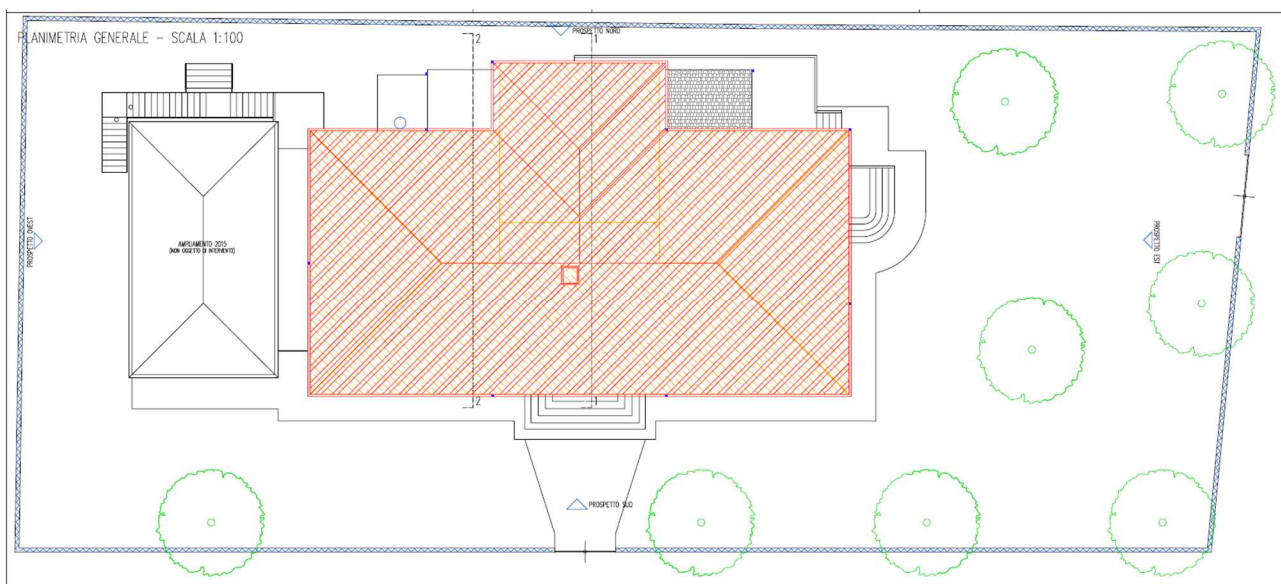 PLANIMETRIA GENERALE - SCALA 1:100
2
1
PROSPETTO NORD
PROSPETTO OVEST
AMPLIAMENTO 2015
(NON OGGETTO DI INTERVENTO)
PROSPETTO EST
2
1
PROSPETTO SUD